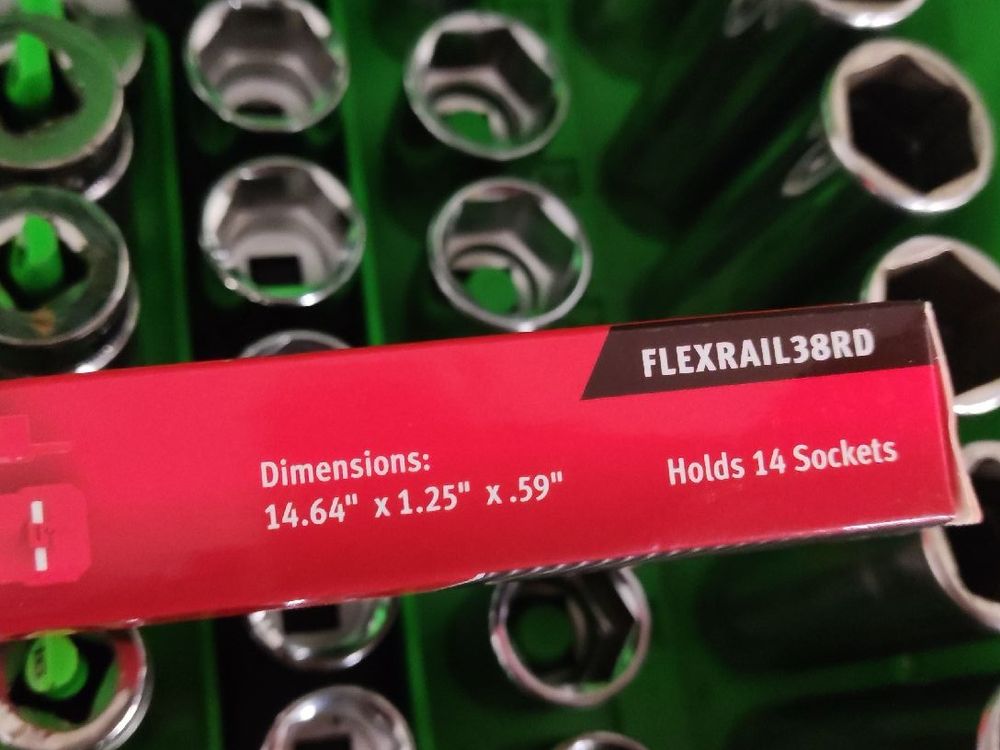 FLEXRAIL38RD
Dimensions:
14.64" x 1.25" x .59"
Holds 14 Sockets